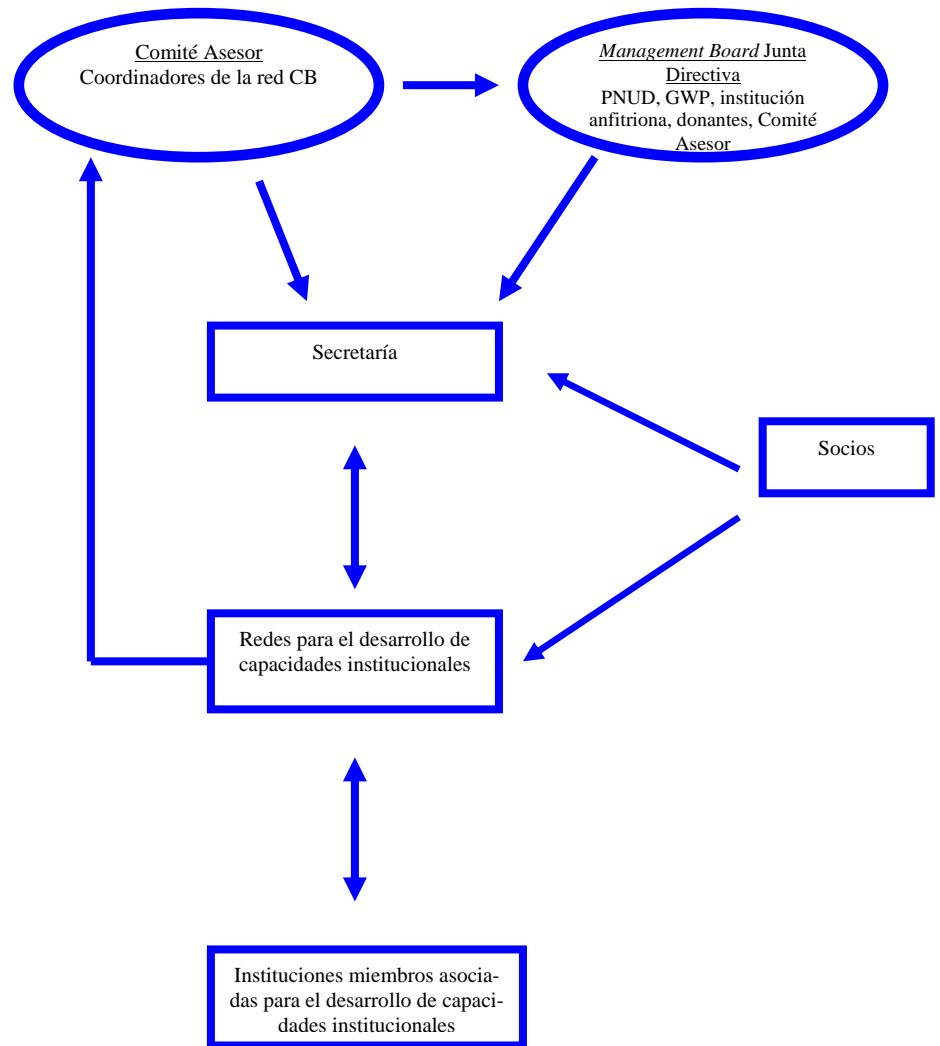 Comité Asesor
Coordinadores de la red CB
Management Board Junta
Directiva
PNUD, GWP, institución
anfitriona, donantes, Comité
Asesor
Secretaría
Socios
Redes para el desarrollo de
capacidades institucionales
Instituciones miembros asocia-
das para el desarrollo de capaci-
dades institucionales